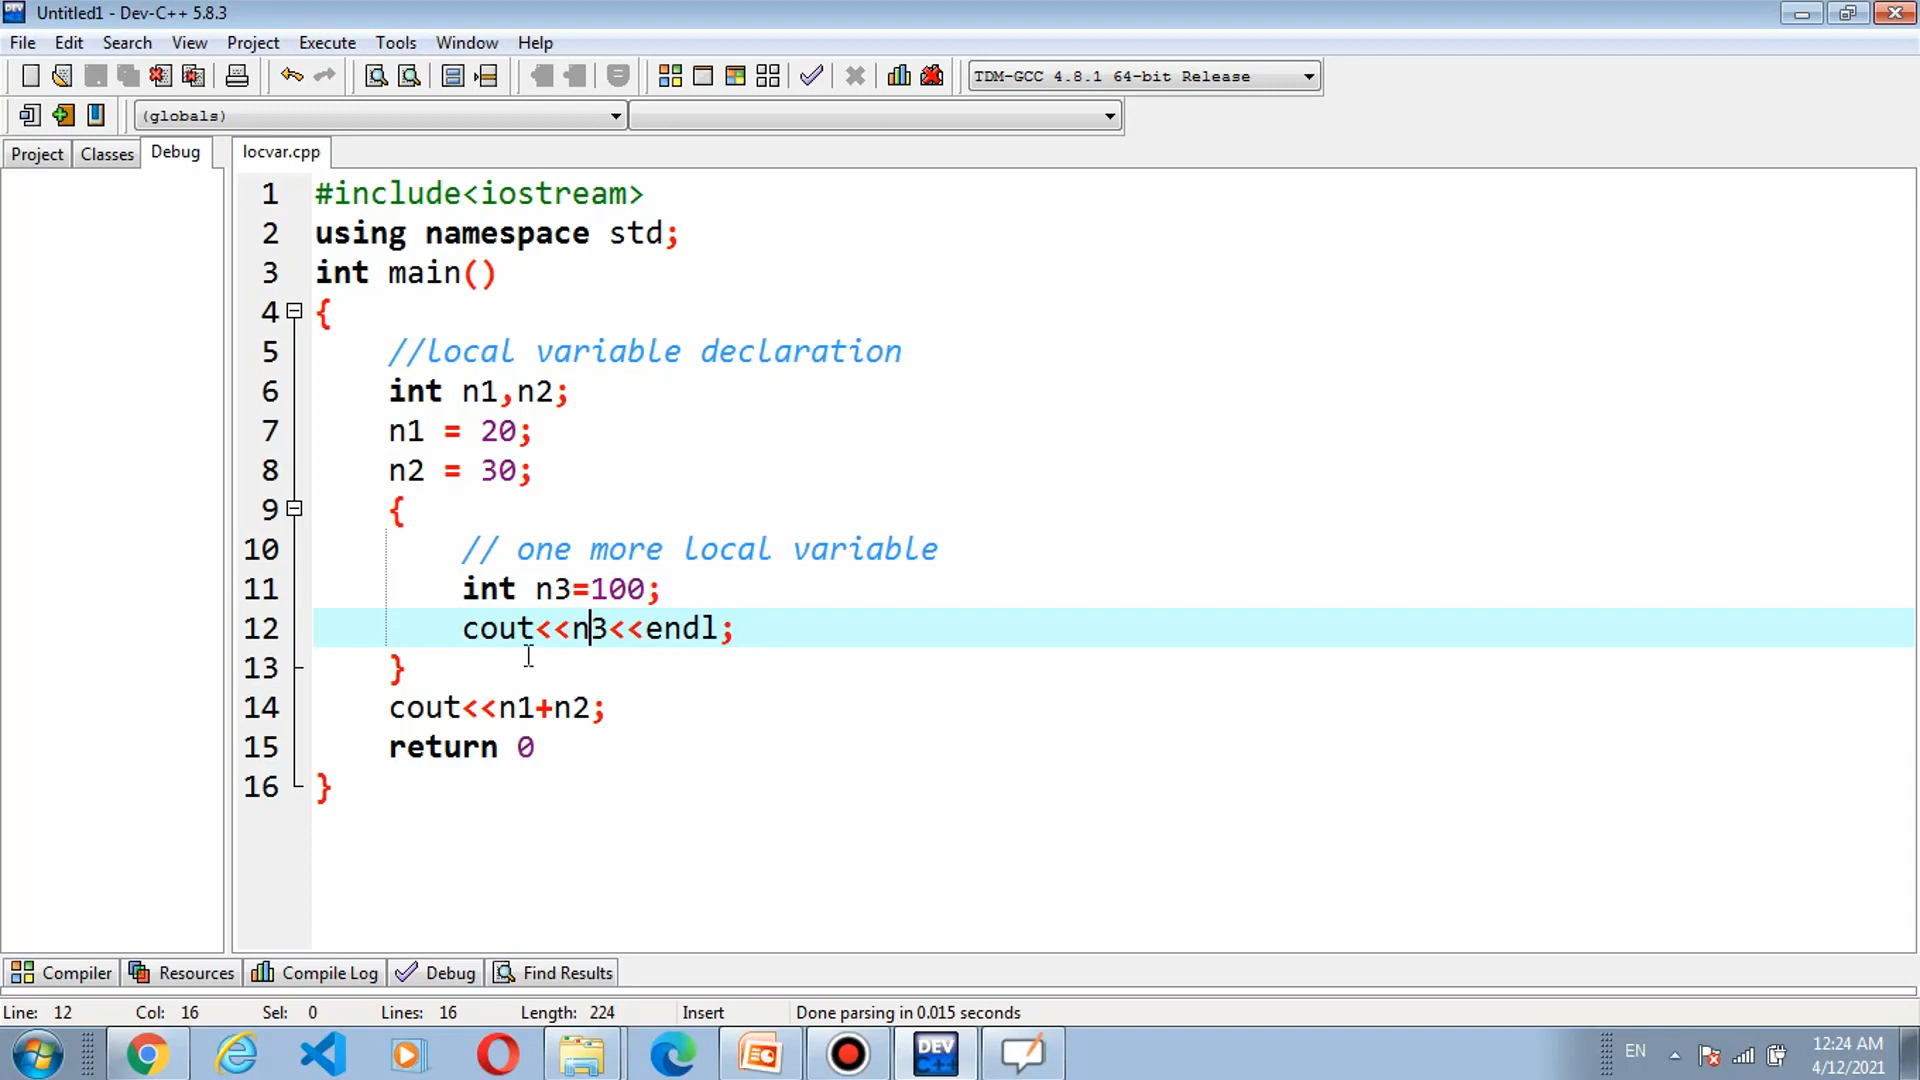 Untitled1 - Dev-C++ 5.8.3
File Edit Search View Project Execute Tools Window Help
TDM-GCC 4.8.1 64-bit Release
(globals)
Project Classes Debug locvar.cpp
1 #include<iostream>
2 using namespace std;
3 int main()
4 {
5 //local variable declaration
6 int n1,n2;
7 n1 = 20;
8 n2 = 30;
9 {
10 // one more local variable
11 int n3=100;
12 cout<<n3<<endl;
13 }
14 cout<<n1+n2;
15 return 0
16 }
Compiler Resources Compile Log Debug Find Results
Line: 12 Col: 16 Sel: 0 Lines: 16 Length: 224 Insert Done parsing in 0.015 seconds
DEV C++ EN 12:24 AM
4/12/2021